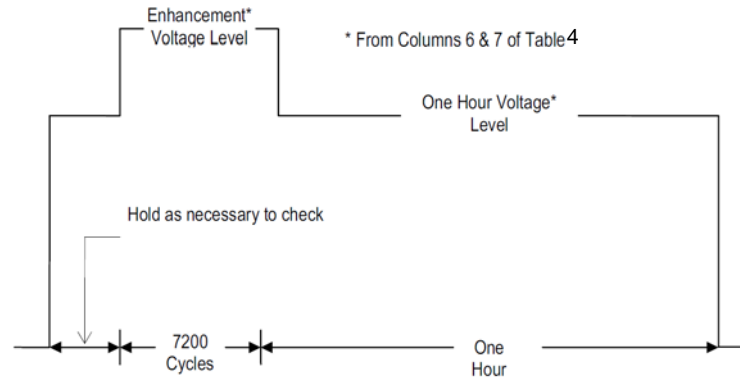 Enhancement*
Voltage Level
* From Columns 6 & 7 of Table 4
One Hour Voltage*
Level
Hold as necessary to check
7200
Cycles
One
Hour